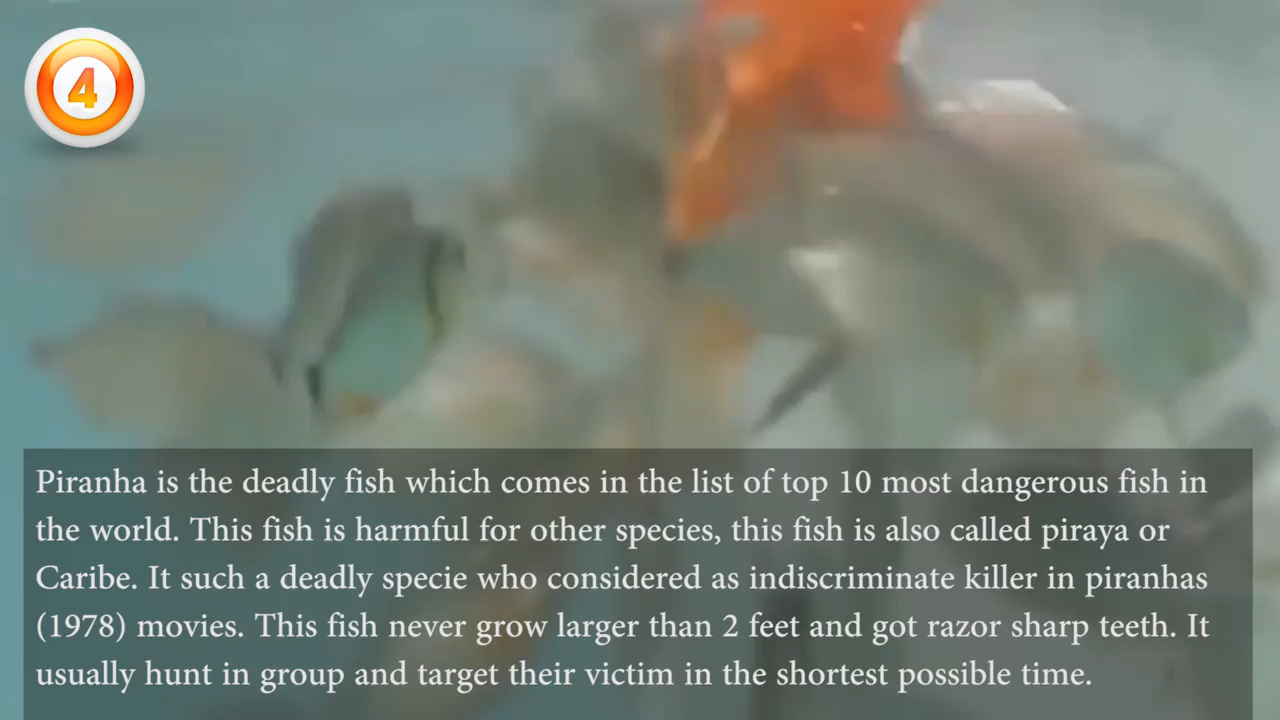 4
Piranha is the deadly fish which comes in the list of top 10 most dangerous fish in
the world. This fish is harmful for other species, this fish is also called piraya or
Caribe. It such a deadly specie who considered as indiscriminate killer in piranhas
(1978) movies. This fish never grow larger than 2 feet and got razor sharp teeth. It
usually hunt in group and target their victim in the shortest possible time.